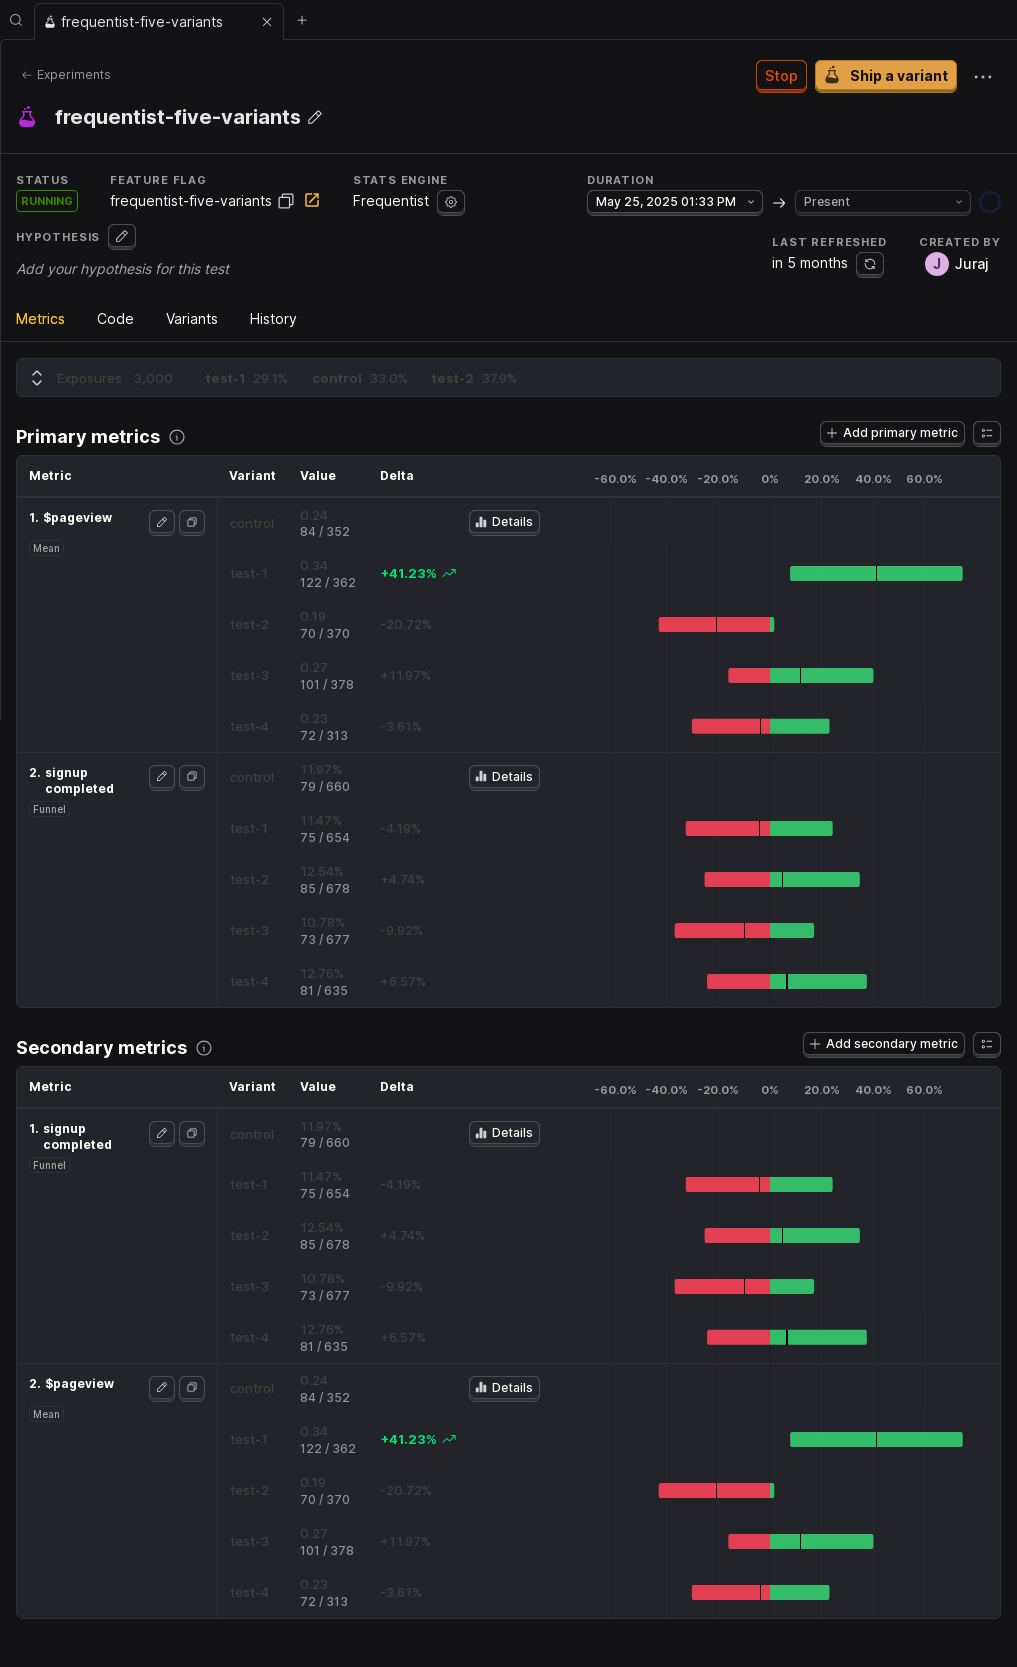 frequentist-five-variants
Experiments
Stop
Ship a variant
frequentist-five-variants
STATUS
RUNNING
FEATURE FLAG
frequentist-five-variants
STATS ENGINE
Frequentist
DURATION
May 25, 2025 01:33 PM
Present
HYPOTHESIS
Add your hypothesis for this test
LAST REFRESHED
in 5 months
CREATED BY
J Juraj
Metrics Code Variants History
Exposures 3,000 test-1 29.1% control 33.0% test-2 37.9%
Primary metrics
Add primary metric
Metric Variant Value Delta -60.0% -40.0% -20.0% 0% 20.0% 40.0% 60.0%
1. $pageview
Mean
control 0.24
84 / 352
Details
test-1 0.34
122 / 362
+41.23%
test-2 0.19
70 / 370
-20.72%
test-3 0.27
101 / 378
+11.97%
test-4 0.23
72 / 313
-3.61%
2. signup
completed
Funnel
control 11.97%
79 / 660
Details
test-1 11.47%
75 / 654
-4.19%
test-2 12.54%
85 / 678
+4.74%
test-3 10.78%
73 / 677
-9.92%
test-4 12.76%
81 / 635
+6.57%
Secondary metrics
Add secondary metric
Metric Variant Value Delta -60.0% -40.0% -20.0% 0% 20.0% 40.0% 60.0%
1. signup
completed
Funnel
control 11.97%
79 / 660
Details
test-1 11.47%
75 / 654
-4.19%
test-2 12.54%
85 / 678
+4.74%
test-3 10.78%
73 / 677
-9.92%
test-4 12.76%
81 / 635
+6.57%
2. $pageview
Mean
control 0.24
84 / 352
Details
test-1 0.34
122 / 362
+41.23%
test-2 0.19
70 / 370
-20.72%
test-3 0.27
101 / 378
+11.97%
test-4 0.23
72 / 313
-3.61%